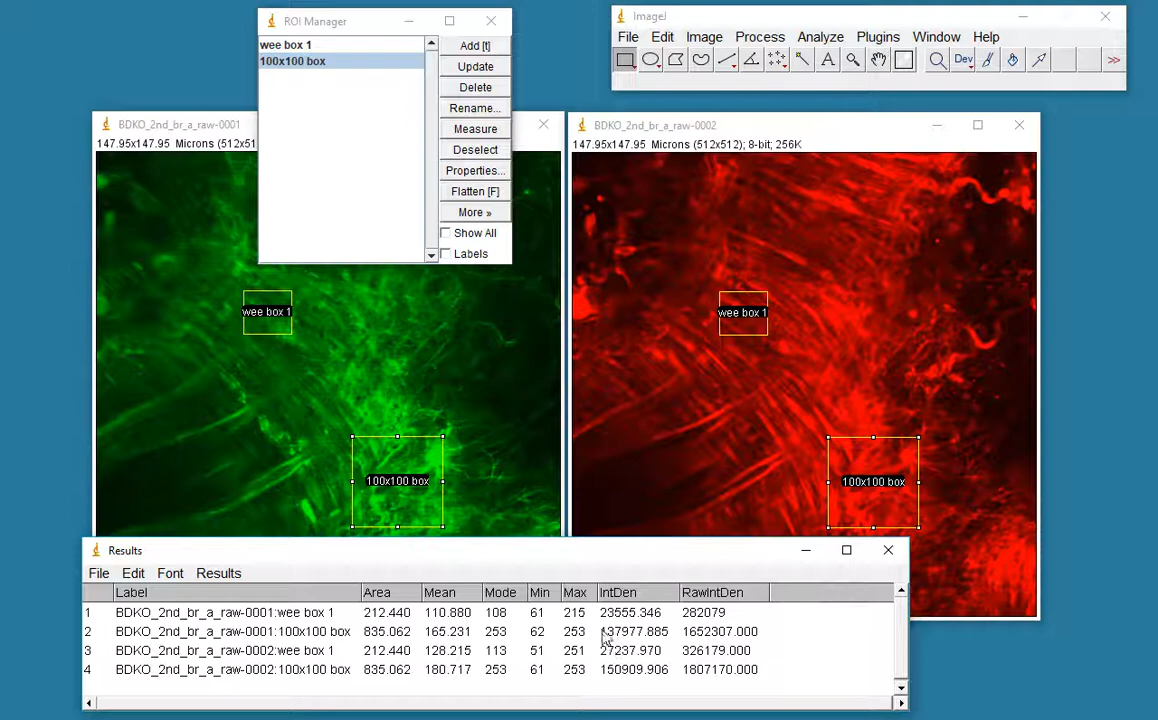 ROI Manager
wee box 1
100x100 box
Add [t]
Update
Delete
Rename...
Measure
Deselect
Properties...
Flatten [F]
More »
Show All
Labels
ImageJ
File Edit Image Process Analyze Plugins Window Help
A Dev >>
BDKO_2nd_br_a_raw-0001
147.95x147.95 Microns (512x51
wee box 1
100x100 box
BDKO_2nd_br_a_raw-0002
147.95x147.95 Microns (512x512); 8-bit; 256K
wee box 1
100x100 box
Results
File Edit Font Results
Label Area Mean Mode Min Max IntDen RawIntDen
1 BDKO_2nd_br_a_raw-0001:wee box 1 212.440 110.880 108 61 215 23555.346 282079
2 BDKO_2nd_br_a_raw-0001:100x100 box 835.062 165.231 253 62 253 137977.885 1652307.000
3 BDKO_2nd_br_a_raw-0002:wee box 1 212.440 128.215 113 51 251 27237.970 326179.000
4 BDKO_2nd_br_a_raw-0002:100x100 box 835.062 180.717 253 63 253 150909.906 1807170.000